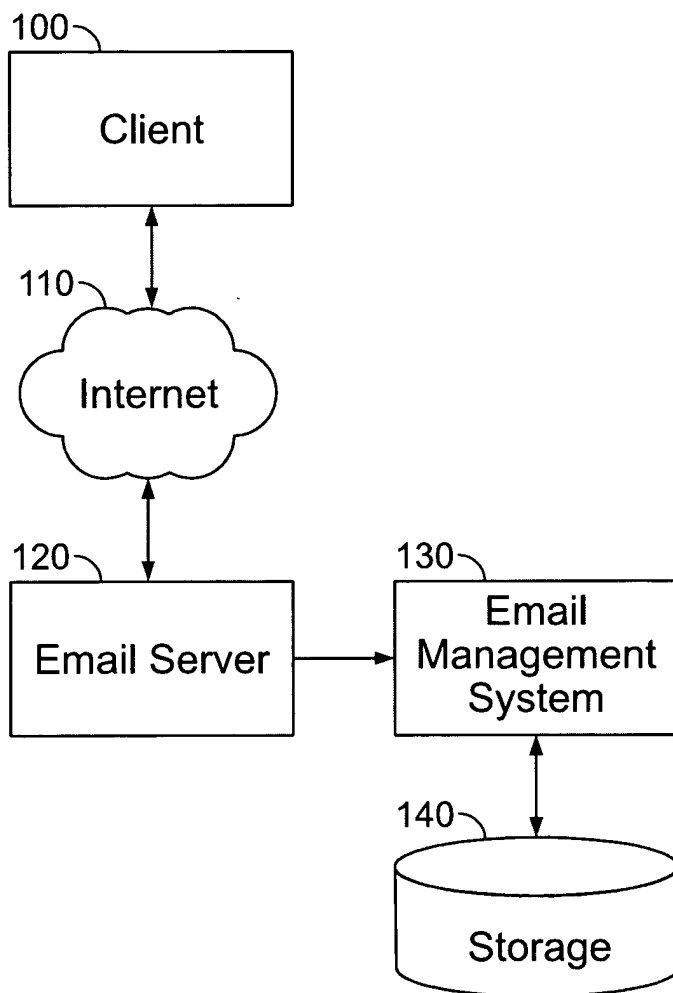 100
Client
110
Internet
120
Email Server
130
Email
Management
System
140
Storage